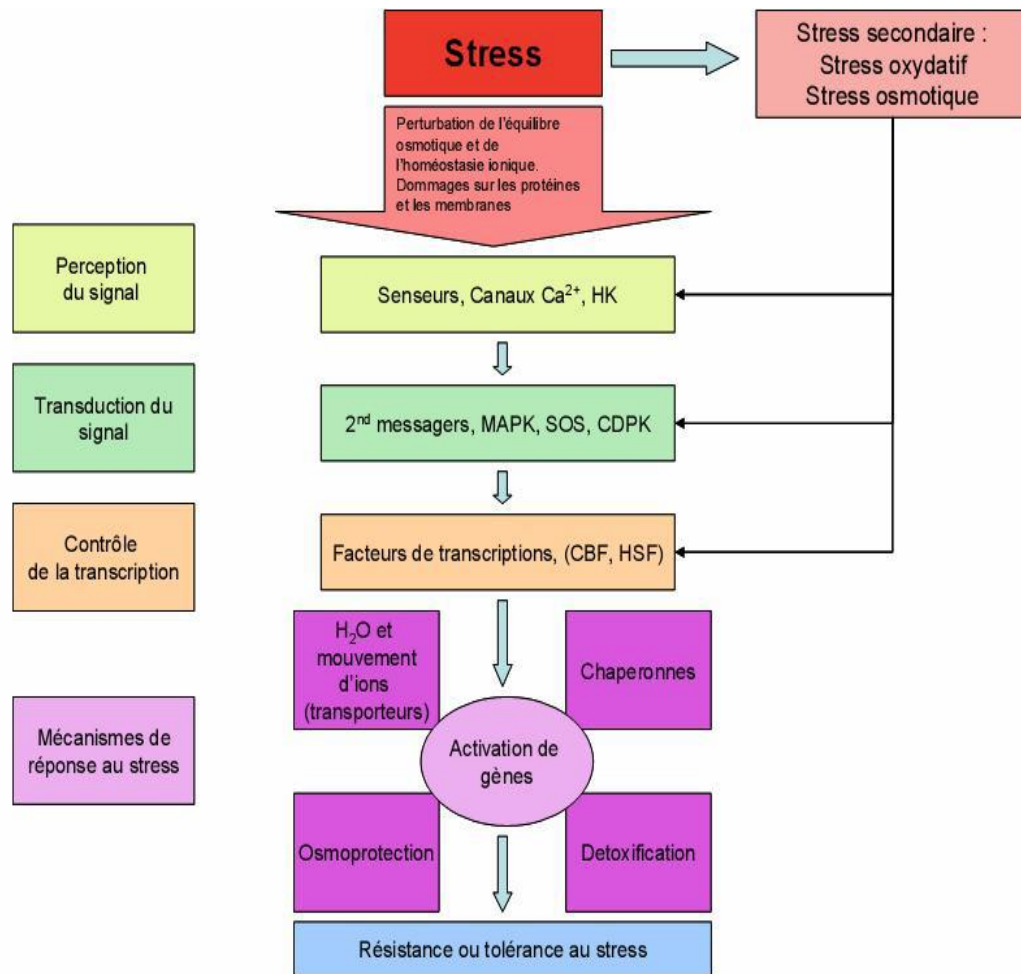 Stress
Stress secondaire :
Stress oxydatif
Stress osmotique
Perturbation de l'équilibre
osmotique et de
l'homéostasie ionique.
Dommages sur les protéines
et les membranes
Perception
du signal
Senseurs, Canaux Ca²⁺, HK
Transduction du
signal
2ⁿᵈ messagers, MAPK, SOS, CDPK
Contrôle
de la transcription
Facteurs de transcriptions, (CBF, HSF)
H₂O et
mouvement
d'ions
(transporteurs)
Chaperonnes
Mécanismes de
réponse au stress
Activation de
gènes
Osmoprotection
Detoxification
Résistance ou tolérance au stress